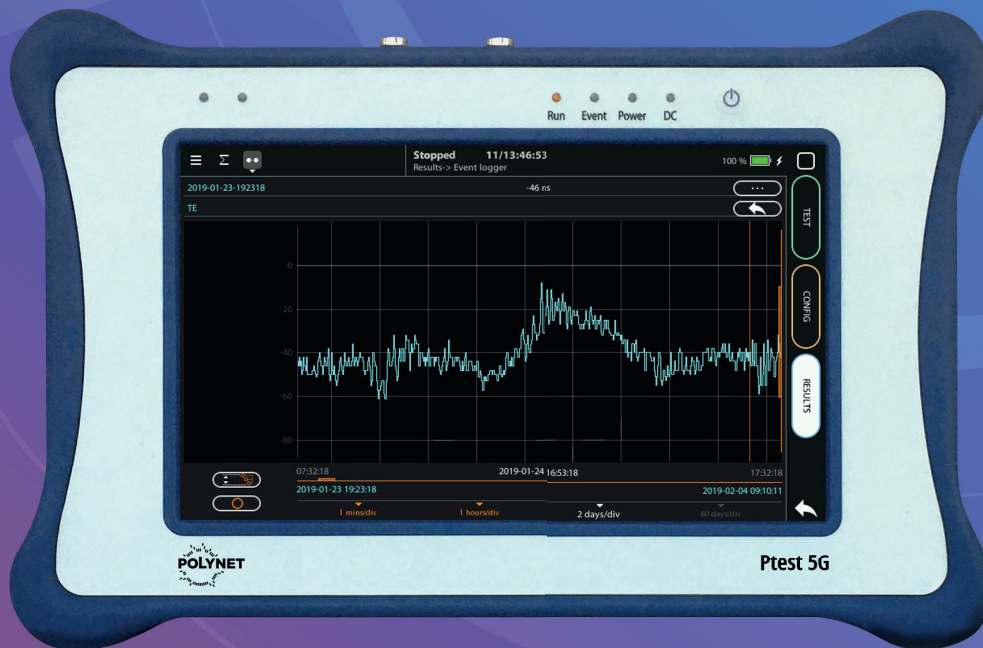 Run Event Power DC
Σ
Stopped 11/13:46:53
Results-> Event logger
100 %
2019-01-23-192318
-46 ns
...
TE
TEST
CONFIG
RESULTS
0
-20
-40
-60
-80
07:32:18
2019-01-24 16:53:18
17:32:18
2019-01-23 19:23:18
2019-02-04 09:10:11
1 mins/div
1 hours/div
2 days/div
60 days/div
POLYNET
Ptest 5G